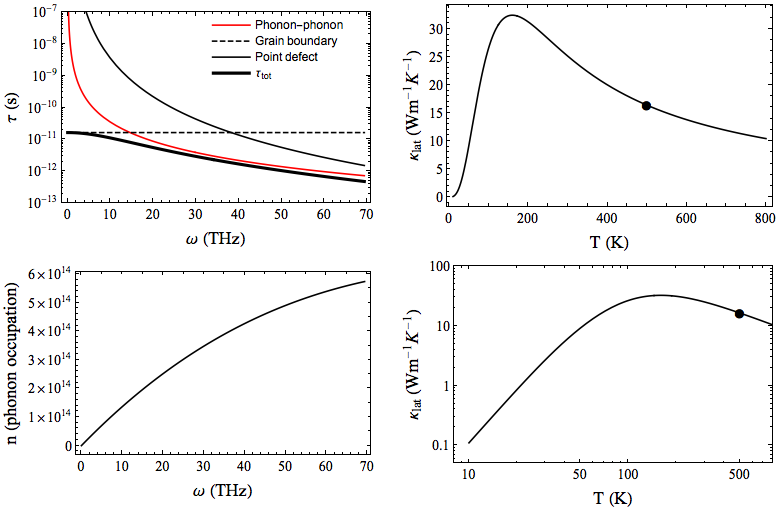 10⁻⁷
10⁻⁸
10⁻⁹
10⁻¹⁰
10⁻¹¹
10⁻¹²
10⁻¹³
τ (s)
Phonon–phonon
Grain boundary
Point defect
τtot
0 10 20 30 40 50 60 70
ω (THz)
30
25
20
15
10
5
0
κlat (Wm⁻¹K⁻¹)
0 200 400 600 800
T (K)
6×10¹⁴
5×10¹⁴
4×10¹⁴
3×10¹⁴
2×10¹⁴
1×10¹⁴
0
n (phonon occupation)
0 10 20 30 40 50 60 70
ω (THz)
100
10
1
0.1
κlat (Wm⁻¹K⁻¹)
10 50 100 500
T (K)